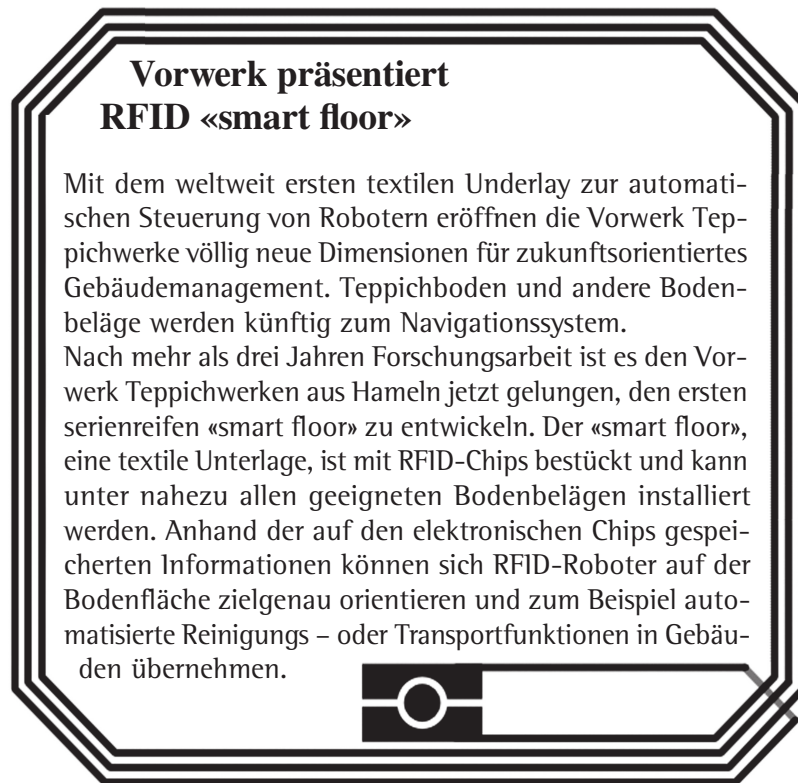 Vorwerk präsentiert
RFID «smart floor»
Mit dem weltweit ersten textilen Underlay zur automati-
schen Steuerung von Robotern eröffnen die Vorwerk Tep-
pichwerke völlig neue Dimensionen für zukunftsorientiertes
Gebäudemanagement. Teppichboden und andere Boden-
beläge werden künftig zum Navigationssystem.
Nach mehr als drei Jahren Forschungsarbeit ist es den Vor-
werk Teppichwerken aus Hameln jetzt gelungen, den ersten
serienreifen «smart floor» zu entwickeln. Der «smart floor»,
eine textile Unterlage, ist mit RFID-Chips bestückt und kann
unter nahezu allen geeigneten Bodenbelägen installiert
werden. Anhand der auf den elektronischen Chips gespei-
cherten Informationen können sich RFID-Roboter auf der
Bodenfläche zielgenau orientieren und zum Beispiel auto-
matisierte Reinigungs – oder Transportfunktionen in Gebäu-
den übernehmen.